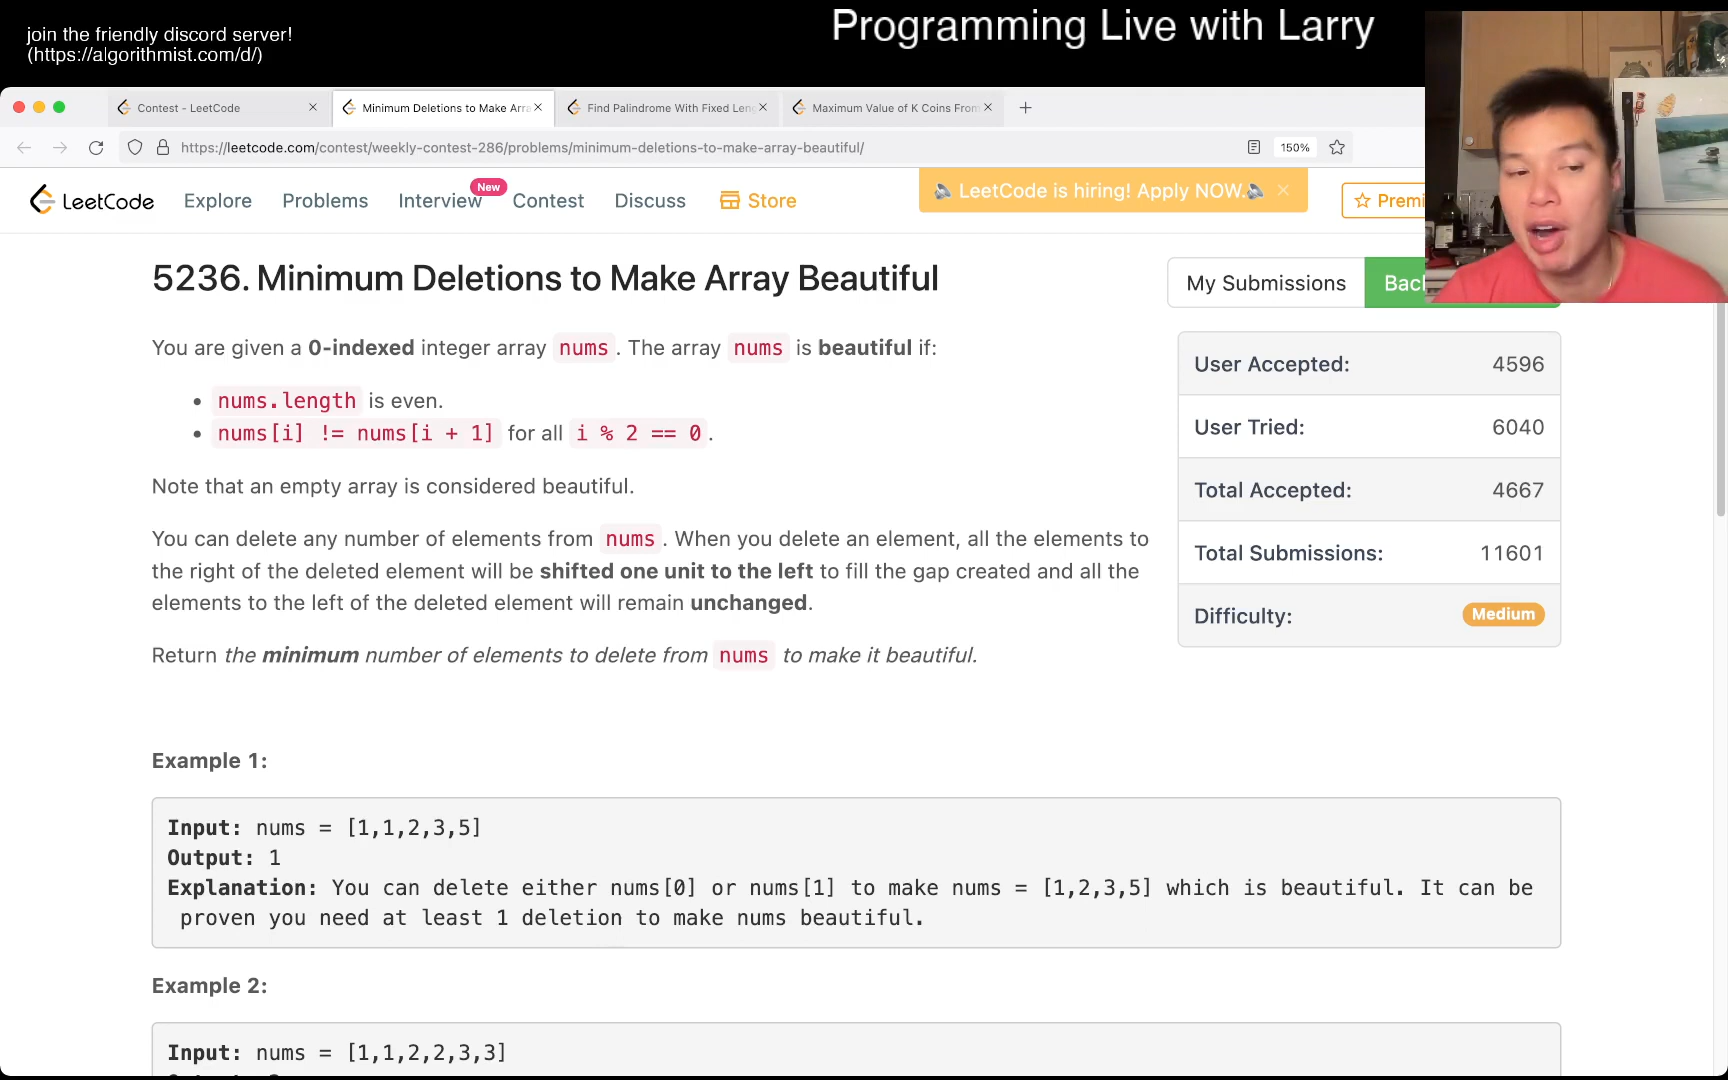 join the friendly discord server!
(https://algorithmist.com/d/)
Programming Live with Larry
Contest - LeetCode
Minimum Deletions to Make Arra
Find Palindrome With Fixed Leng
Maximum Value of K Coins From
https://leetcode.com/contest/weekly-contest-286/problems/minimum-deletions-to-make-array-beautiful/
150%
LeetCode
Explore
Problems
Interview
New
Contest
Discuss
Store
LeetCode is hiring! Apply NOW.
Premi
5236. Minimum Deletions to Make Array Beautiful
My Submissions
Bac
You are given a 0-indexed integer array nums. The array nums is beautiful if:
• nums.length is even.
• nums[i] != nums[i + 1] for all i % 2 == 0.
Note that an empty array is considered beautiful.
You can delete any number of elements from nums. When you delete an element, all the elements to
the right of the deleted element will be shifted one unit to the left to fill the gap created and all the
elements to the left of the deleted element will remain unchanged.
Return the minimum number of elements to delete from nums to make it beautiful.
User Accepted: 4596
User Tried: 6040
Total Accepted: 4667
Total Submissions: 11601
Difficulty: Medium
Example 1:
Input: nums = [1,1,2,3,5]
Output: 1
Explanation: You can delete either nums[0] or nums[1] to make nums = [1,2,3,5] which is beautiful. It can be
proven you need at least 1 deletion to make nums beautiful.
Example 2:
Input: nums = [1,1,2,2,3,3]